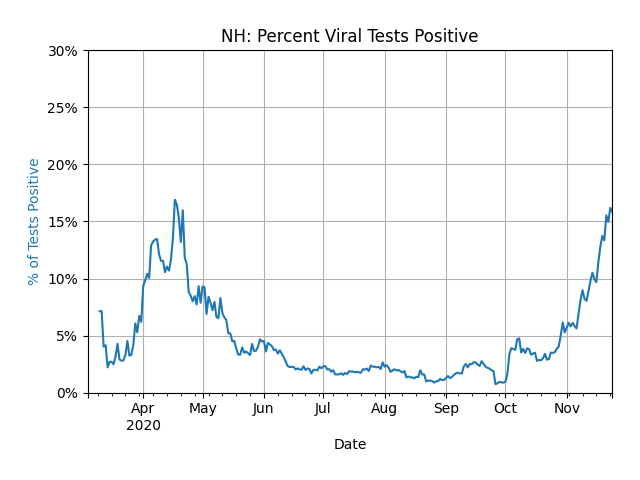 NH: Percent Viral Tests Positive
30%
25%
20%
15%
10%
5%
0%
% of Tests Positive
Apr May Jun Jul Aug Sep Oct Nov
2020
Date